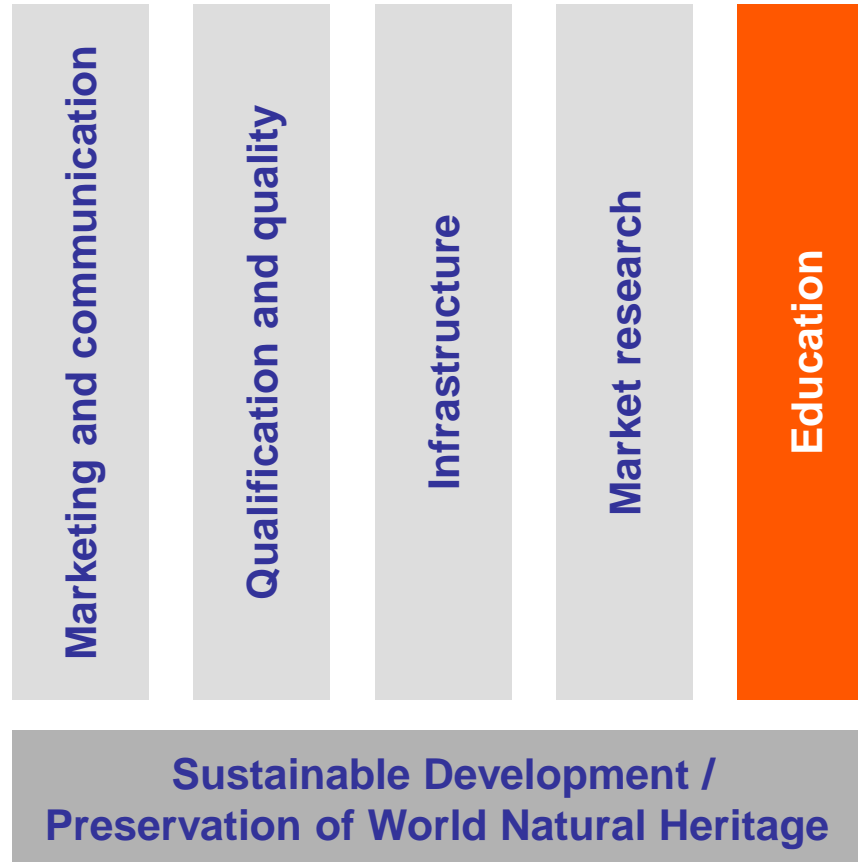 Marketing and communication
Qualification and quality
Infrastructure
Market research
Education
Sustainable Development /
Preservation of World Natural Heritage